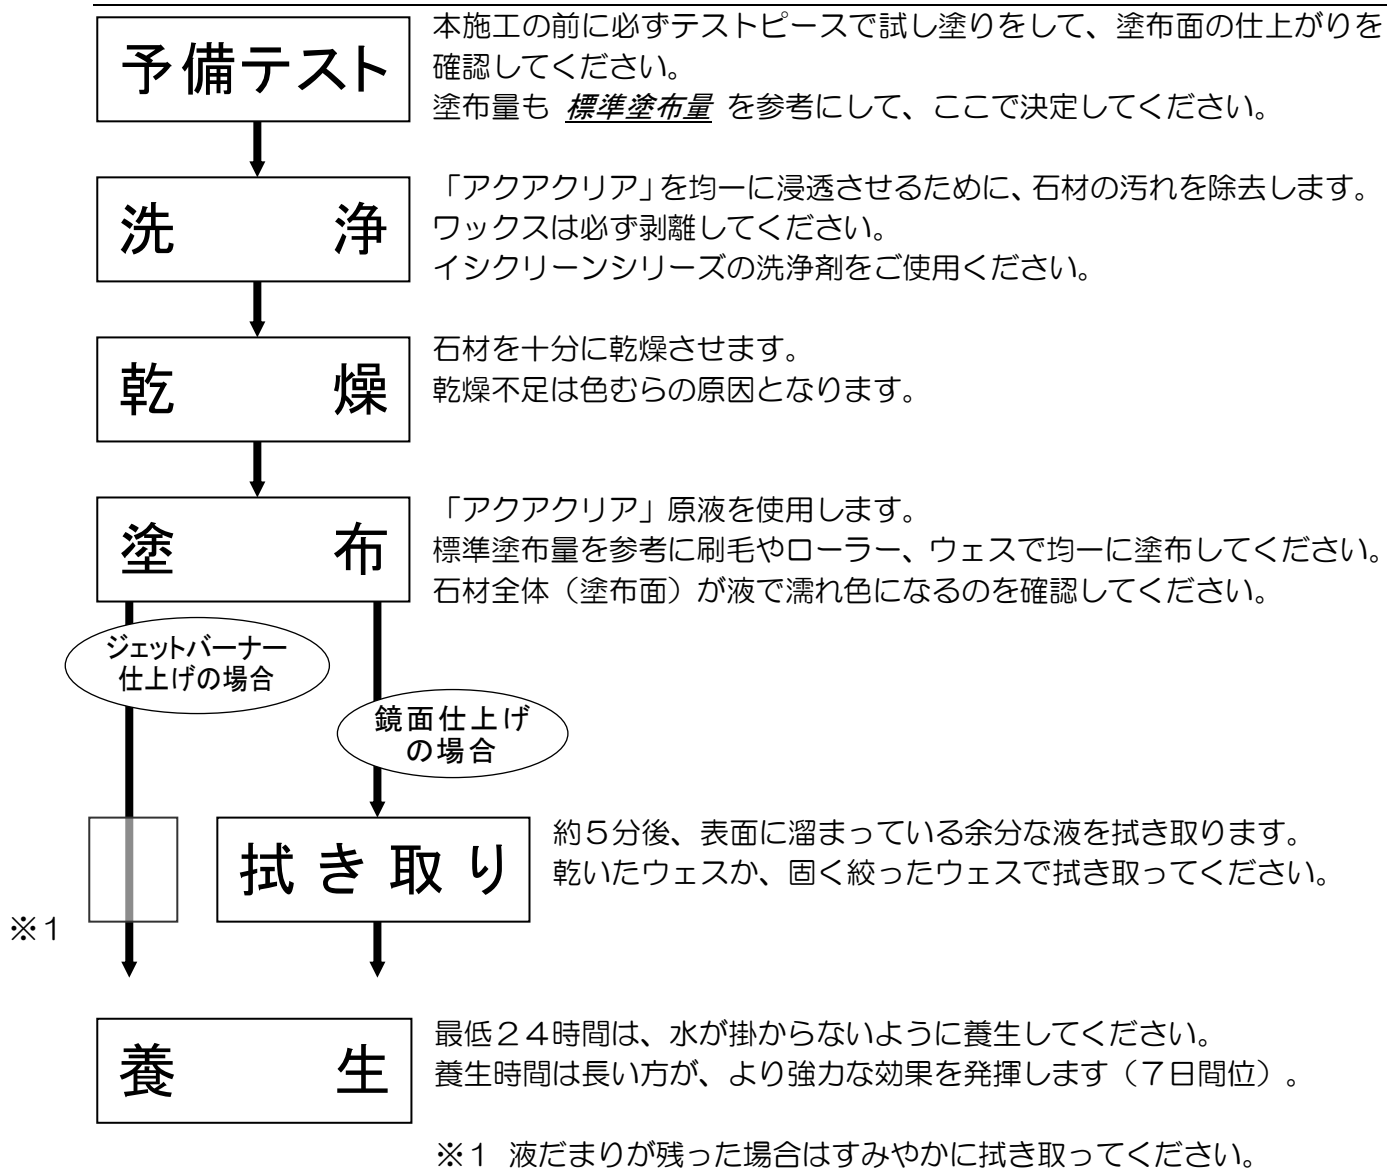 予備テスト
本施工の前に必ずテストピースで試し塗りをして、塗布面の仕上がりを
確認してください。
塗布量も 標準塗布量 を参考にして、ここで決定してください。
洗 浄
「アクアクリア」を均一に浸透させるために、石材の汚れを除去します。
ワックスは必ず剥離してください。
イシクリーンシリーズの洗浄剤をご使用ください。
乾 燥
石材を十分に乾燥させます。
乾燥不足は色むらの原因となります。
塗 布
「アクアクリア」原液を使用します。
標準塗布量を参考に刷毛やローラー、ウェスで均一に塗布してください。
石材全体（塗布面）が液で濡れ色になるのを確認してください。
ジェットバーナー
仕上げの場合
鏡面仕上げ
の場合
拭き取り
約５分後、表面に溜まっている余分な液を拭き取ります。
乾いたウェスか、固く絞ったウェスで拭き取ってください。
※１
養 生
最低２４時間は、水が掛からないように養生してください。
養生時間は長い方が、より強力な効果を発揮します（７日間位）。
※１ 液だまりが残った場合はすみやかに拭き取ってください。